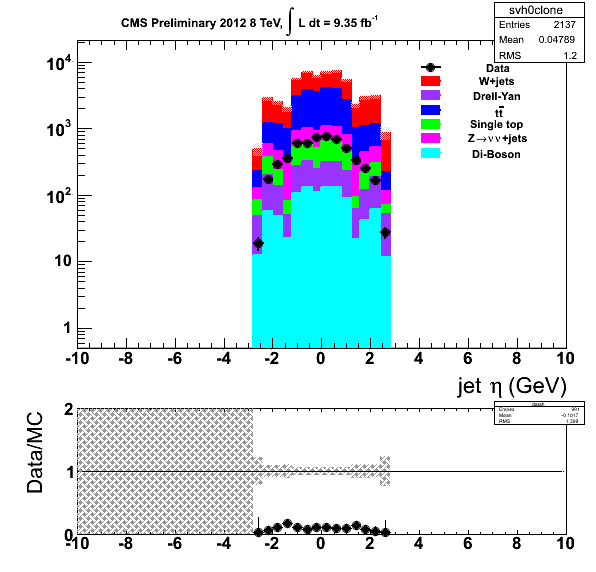 CMS Preliminary 2012 8 TeV, ∫ L dt = 9.35 fb⁻¹
svh0clone
Entries 2137
Mean 0.04789
RMS 1.2
Data
W+jets
Drell-Yan
tt̄
Single top
Z→νν+jets
Di-Boson
10⁴
10³
10²
10
1
-10 -8 -6 -4 -2 0 2 4 6 8 10
jet η (GeV)
Data/MC
2
1
0
Mean -0.1017
-10 -8 -6 -4 -2 0 2 4 6 8 10